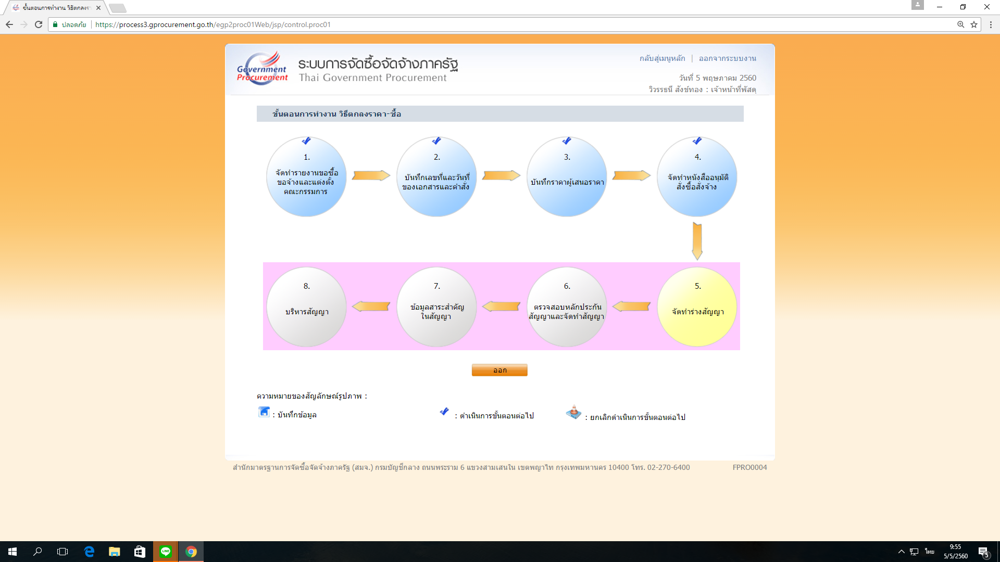 ขั้นตอนการทำงาน วิธีตกลงรา
ปลอดภัย
https://process3.gprocurement.go.th/egp2proc01Web/jsp/control.proc01
Government
Procurement
ระบบการจัดซื้อจัดจ้างภาครัฐ
Thai Government Procurement
กลับสู่เมนูหลัก | ออกจากระบบงาน
วันที่ 5 พฤษภาคม 2560
วิวรรธนี สังข์ทอง : เจ้าหน้าที่พัสดุ
ขั้นตอนการทำงาน วิธีตกลงราคา-ซื้อ
1.
จัดทำรายงานขอซื้อ
ขอจ้างและแต่งตั้ง
คณะกรรมการ
2.
บันทึกเลขที่และวันที่
ของเอกสารและคำสั่ง
3.
บันทึกราคาผู้เสนอราคา
4.
จัดทำหนังสืออนุมัติ
สั่งซื้อสั่งจ้าง
8.
บริหารสัญญา
7.
ข้อมูลสาระสำคัญ
ในสัญญา
6.
ตรวจสอบหลักประกัน
สัญญาและจัดทำสัญญา
5.
จัดทำร่างสัญญา
ออก
ความหมายของสัญลักษณ์รูปภาพ :
: บันทึกข้อมูล
: ดำเนินการขั้นตอนต่อไป
: ยกเลิกดำเนินการขั้นตอนต่อไป
สำนักมาตรฐานการจัดซื้อจัดจ้างภาครัฐ (สมจ.) กรมบัญชีกลาง ถนนพระราม 6 แขวงสามเสนใน เขตพญาไท กรุงเทพมหานคร 10400 โทร. 02-270-6400
FPRO0004
LINE
ไทย
9:55
5/5/2560
5